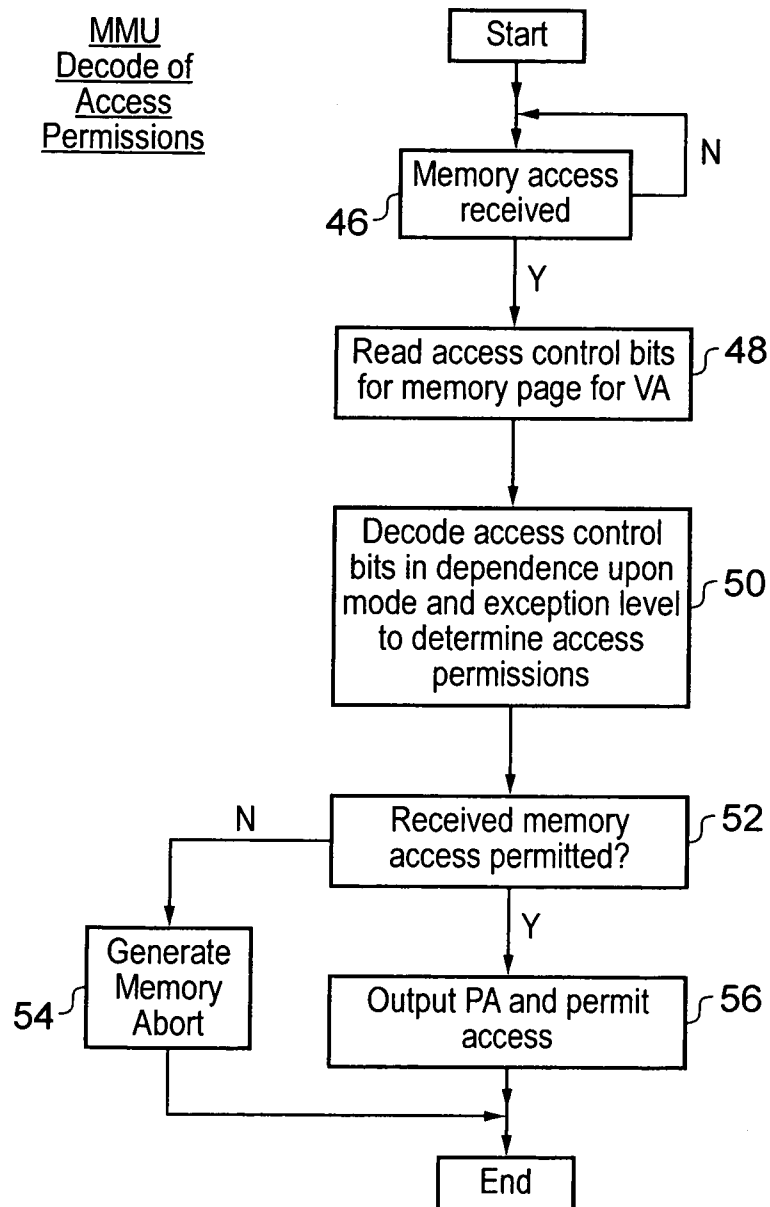 MMU
Decode of
Access
Permissions
Start
N
Memory access
received
46
Y
Read access control bits
for memory page for VA
48
Decode access control
bits in dependence upon
mode and exception level
to determine access
permissions
50
Received memory
access permitted?
52
N
Y
Generate
Memory
Abort
54
Output PA and permit
access
56
End